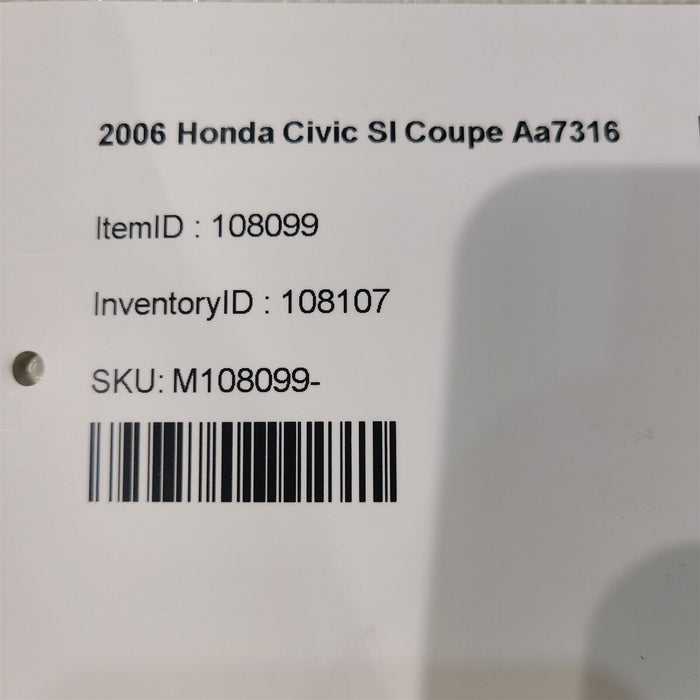 2006 Honda Civic SI Coupe Aa7316
ItemID : 108099
InventoryID : 108107
SKU: M108099-